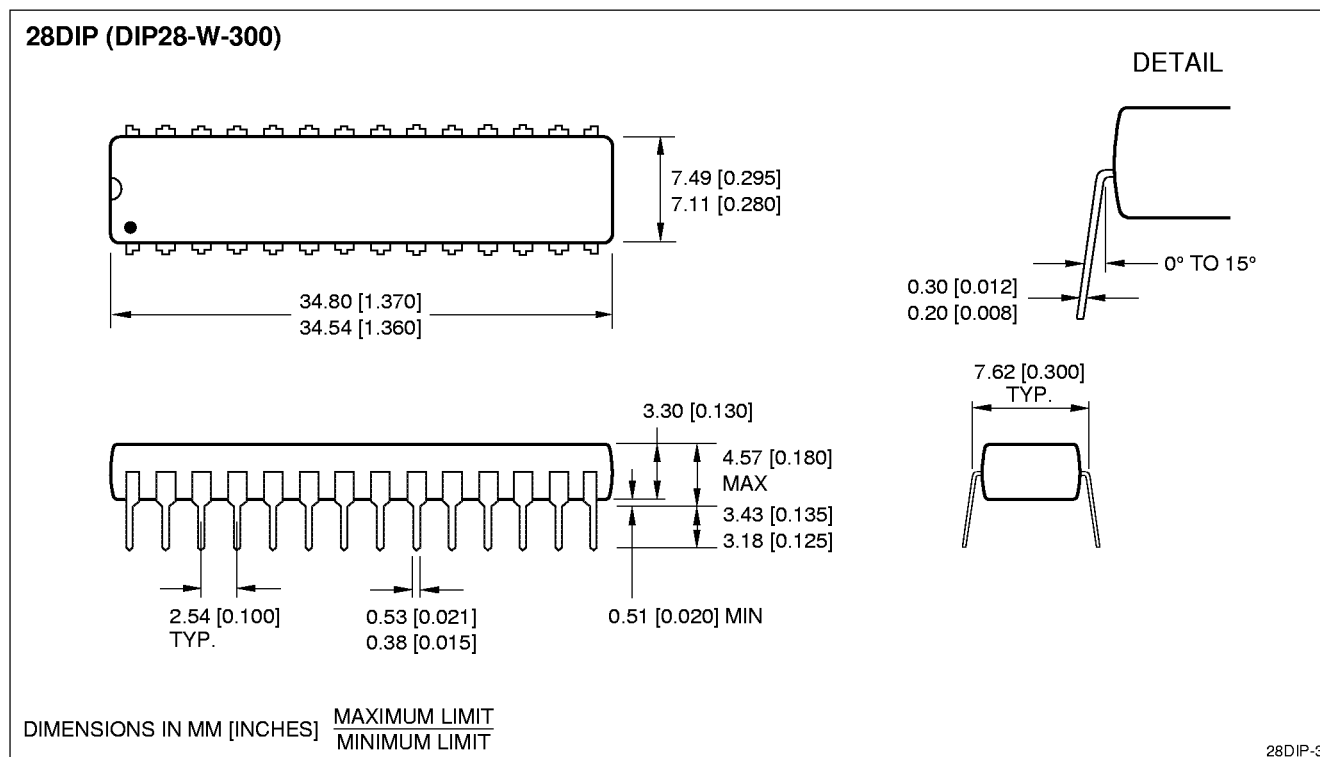 28DIP (DIP28-W-300)
DETAIL
7.49 [0.295]
7.11 [0.280]
34.80 [1.370]
34.54 [1.360]
0° TO 15°
0.30 [0.012]
0.20 [0.008]
7.62 [0.300]
TYP.
3.30 [0.130]
4.57 [0.180]
MAX
3.43 [0.135]
3.18 [0.125]
2.54 [0.100]
TYP.
0.53 [0.021]
0.38 [0.015]
0.51 [0.020] MIN
DIMENSIONS IN MM [INCHES]
MAXIMUM LIMIT
MINIMUM LIMIT
28DIP-3